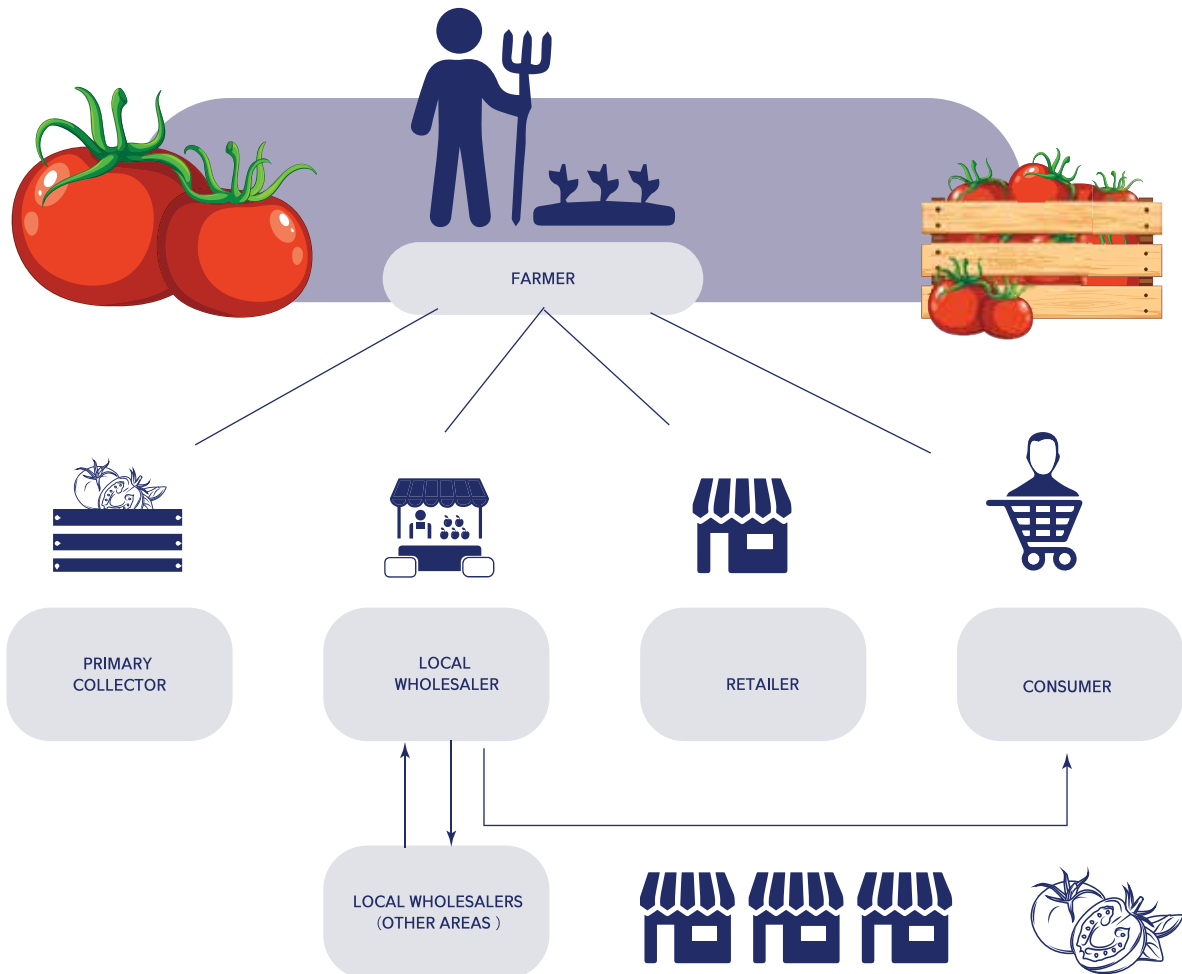 FARMER
PRIMARY
COLLECTOR
LOCAL
WHOLESALER
RETAILER
CONSUMER
LOCAL WHOLESALERS
(OTHER AREAS )